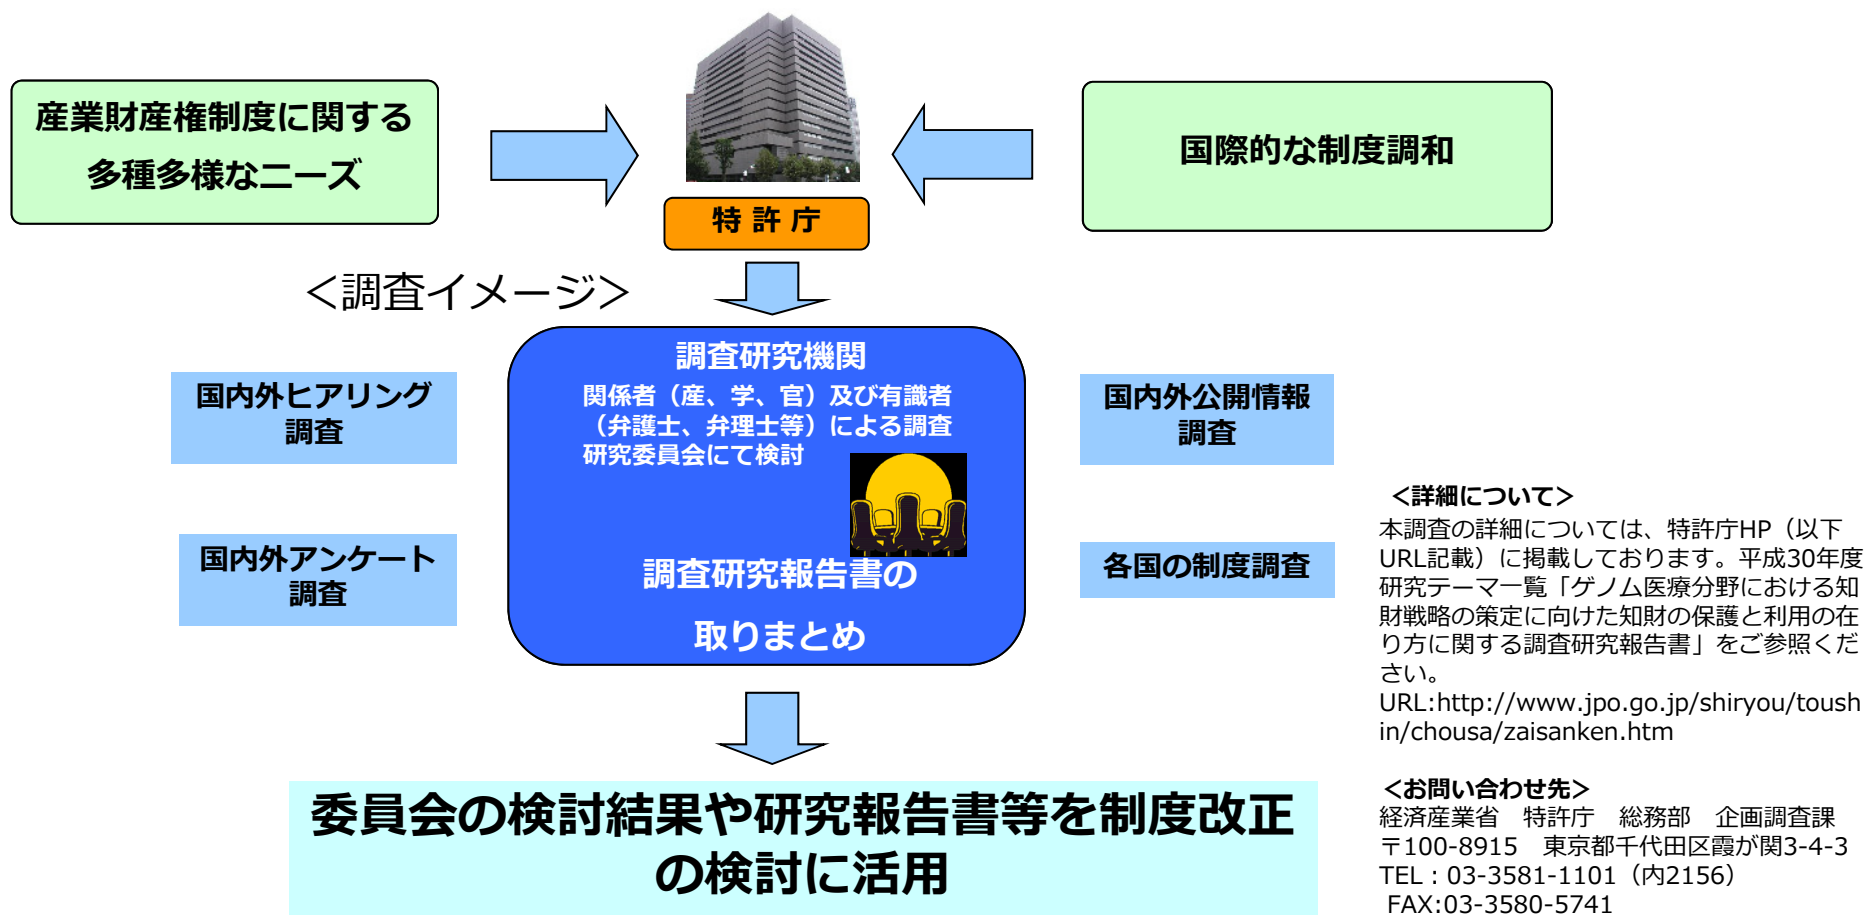 産業財産権制度に関する
多種多様なニーズ
国際的な制度調和
特 許 庁
＜調査イメージ＞
調査研究機関
関係者（産、学、官）及び有識者
（弁護士、弁理士等）による調査
研究委員会にて検討
調査研究報告書の
取りまとめ
国内外ヒアリング
調査
国内外アンケート
調査
国内外公開情報
調査
各国の制度調査
委員会の検討結果や研究報告書等を制度改正
の検討に活用
＜詳細について＞
本調査の詳細については、特許庁HP（以下
URL記載）に掲載しております。平成30年度
研究テーマ一覧「ゲノム医療分野における知
財戦略の策定に向けた知財の保護と利用の在
り方に関する調査研究報告書」をご参照くだ
さい。
URL:http://www.jpo.go.jp/shiryou/toush
in/chousa/zaisanken.htm
＜お問い合わせ先＞
経済産業省　特許庁　総務部　企画調査課
〒100-8915　東京都千代田区霞が関3-4-3
TEL：03-3581-1101（内2156）
FAX:03-3580-5741